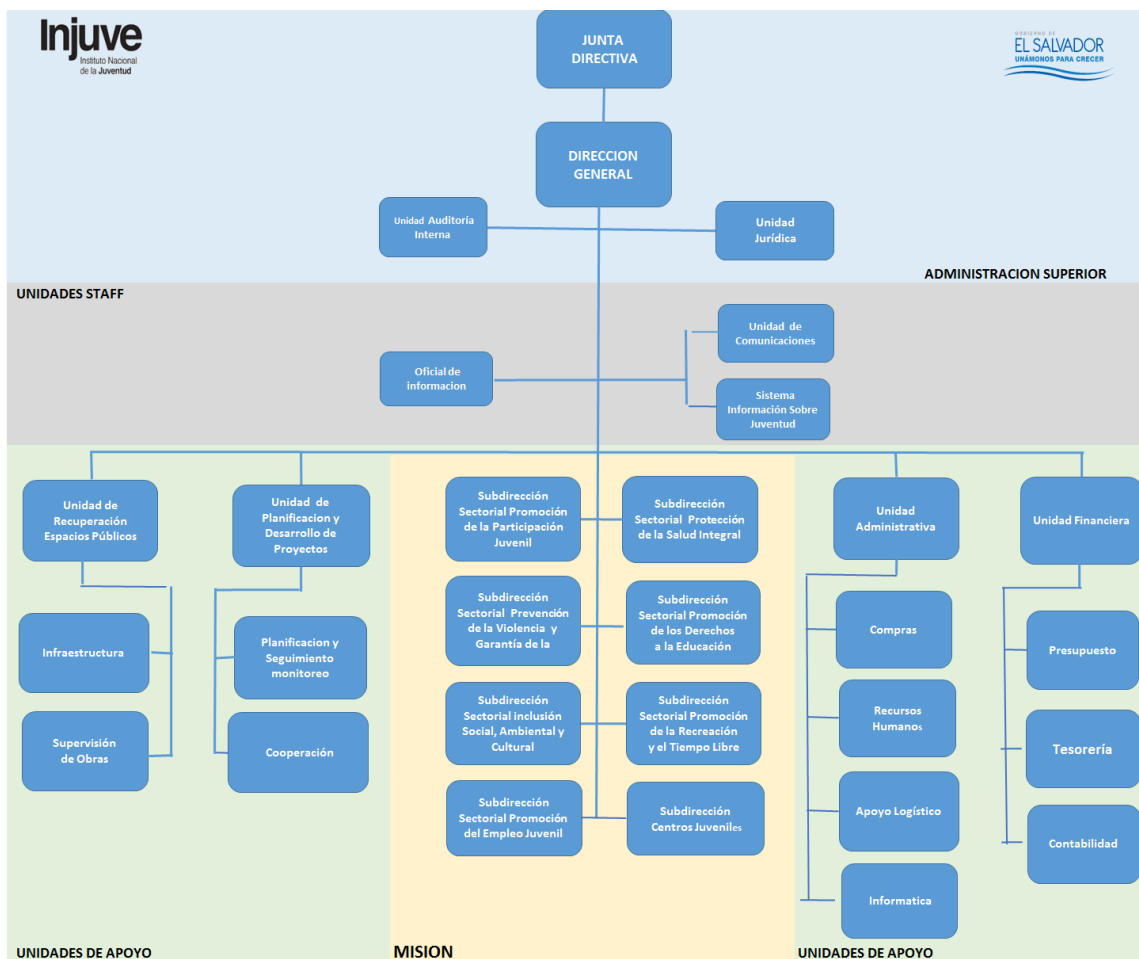 Injuve
Instituto Nacional
de la Juventud
GOBIERNO DE
EL SALVADOR
UNÁMONOS PARA CRECER
JUNTA
DIRECTIVA
DIRECCION
GENERAL
Unidad Auditoría
Interna
Unidad
Jurídica
ADMINISTRACION SUPERIOR
UNIDADES STAFF
Unidad de
Comunicaciones
Oficial de
informacion
Sistema
Información Sobre
Juventud
Unidad de
Recuperación
Espacios Públicos
Unidad de
Planificacion y
Desarrollo de
Proyectos
Subdirección
Sectorial Promoción
de la Participación
Juvenil
Subdirección
Sectorial Protección
de la Salud Integral
Unidad
Administrativa
Unidad Financiera
Infraestructura
Planificacion y
Seguimiento
monitoreo
Subdirección
Sectorial Prevención
de la Violencia y
Garantía de la
Subdirección
Sectorial Promoción
de los Derechos
a la Educación
Compras
Presupuesto
Supervisión
de Obras
Cooperación
Subdirección
Sectorial inclusión
Social, Ambiental y
Cultural
Subdirección
Sectorial Promoción
de la Recreación
y el Tiempo Libre
Recursos
Humanos
Tesorería
Subdirección
Sectorial Promoción
del Empleo Juvenil
Subdirección
Centros Juveniles
Apoyo Logístico
Contabilidad
Informatica
UNIDADES DE APOYO
MISION
UNIDADES DE APOYO